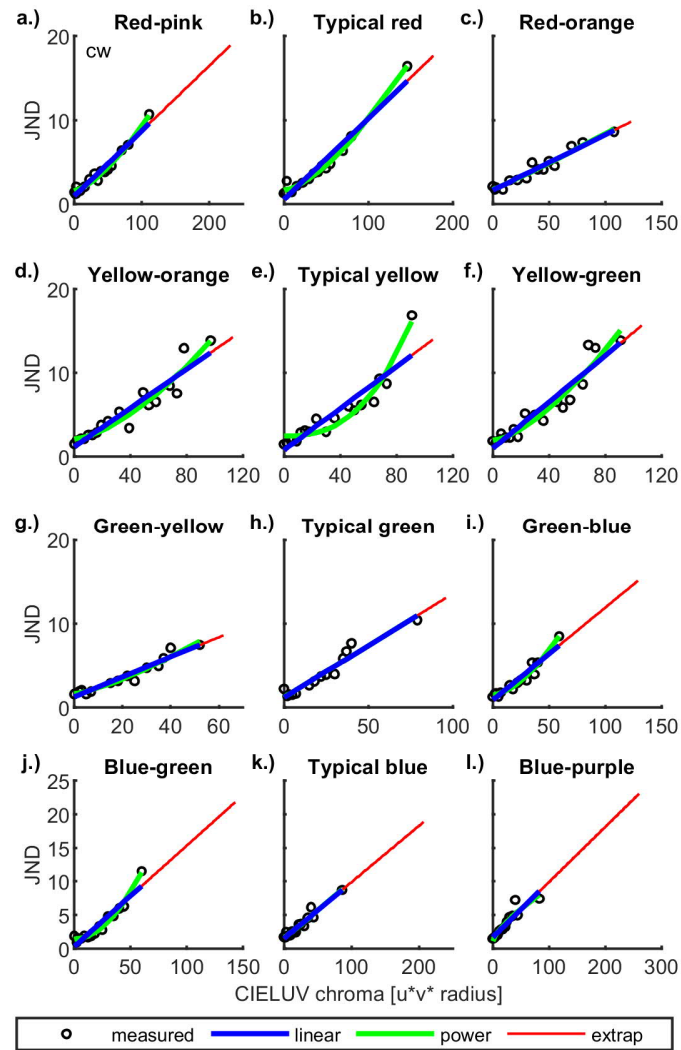 a.) Red-pink b.) Typical red c.) Red-orange
20
cw
10
0
JND
0 100 200 0 100 200 0 50 100 150
d.) Yellow-orange e.) Typical yellow f.) Yellow-green
20
10
0
JND
0 40 80 120 0 40 80 120 0 40 80 120
g.) Green-yellow h.) Typical green i.) Green-blue
20
10
0
JND
0 20 40 60 0 50 100 0 50 100 150
j.) Blue-green k.) Typical blue l.) Blue-purple
25
20
15
10
5
0
JND
0 50 100 150 0 100 200 0 100 200 300
CIELUV chroma [u*v* radius]
measured linear power extrap